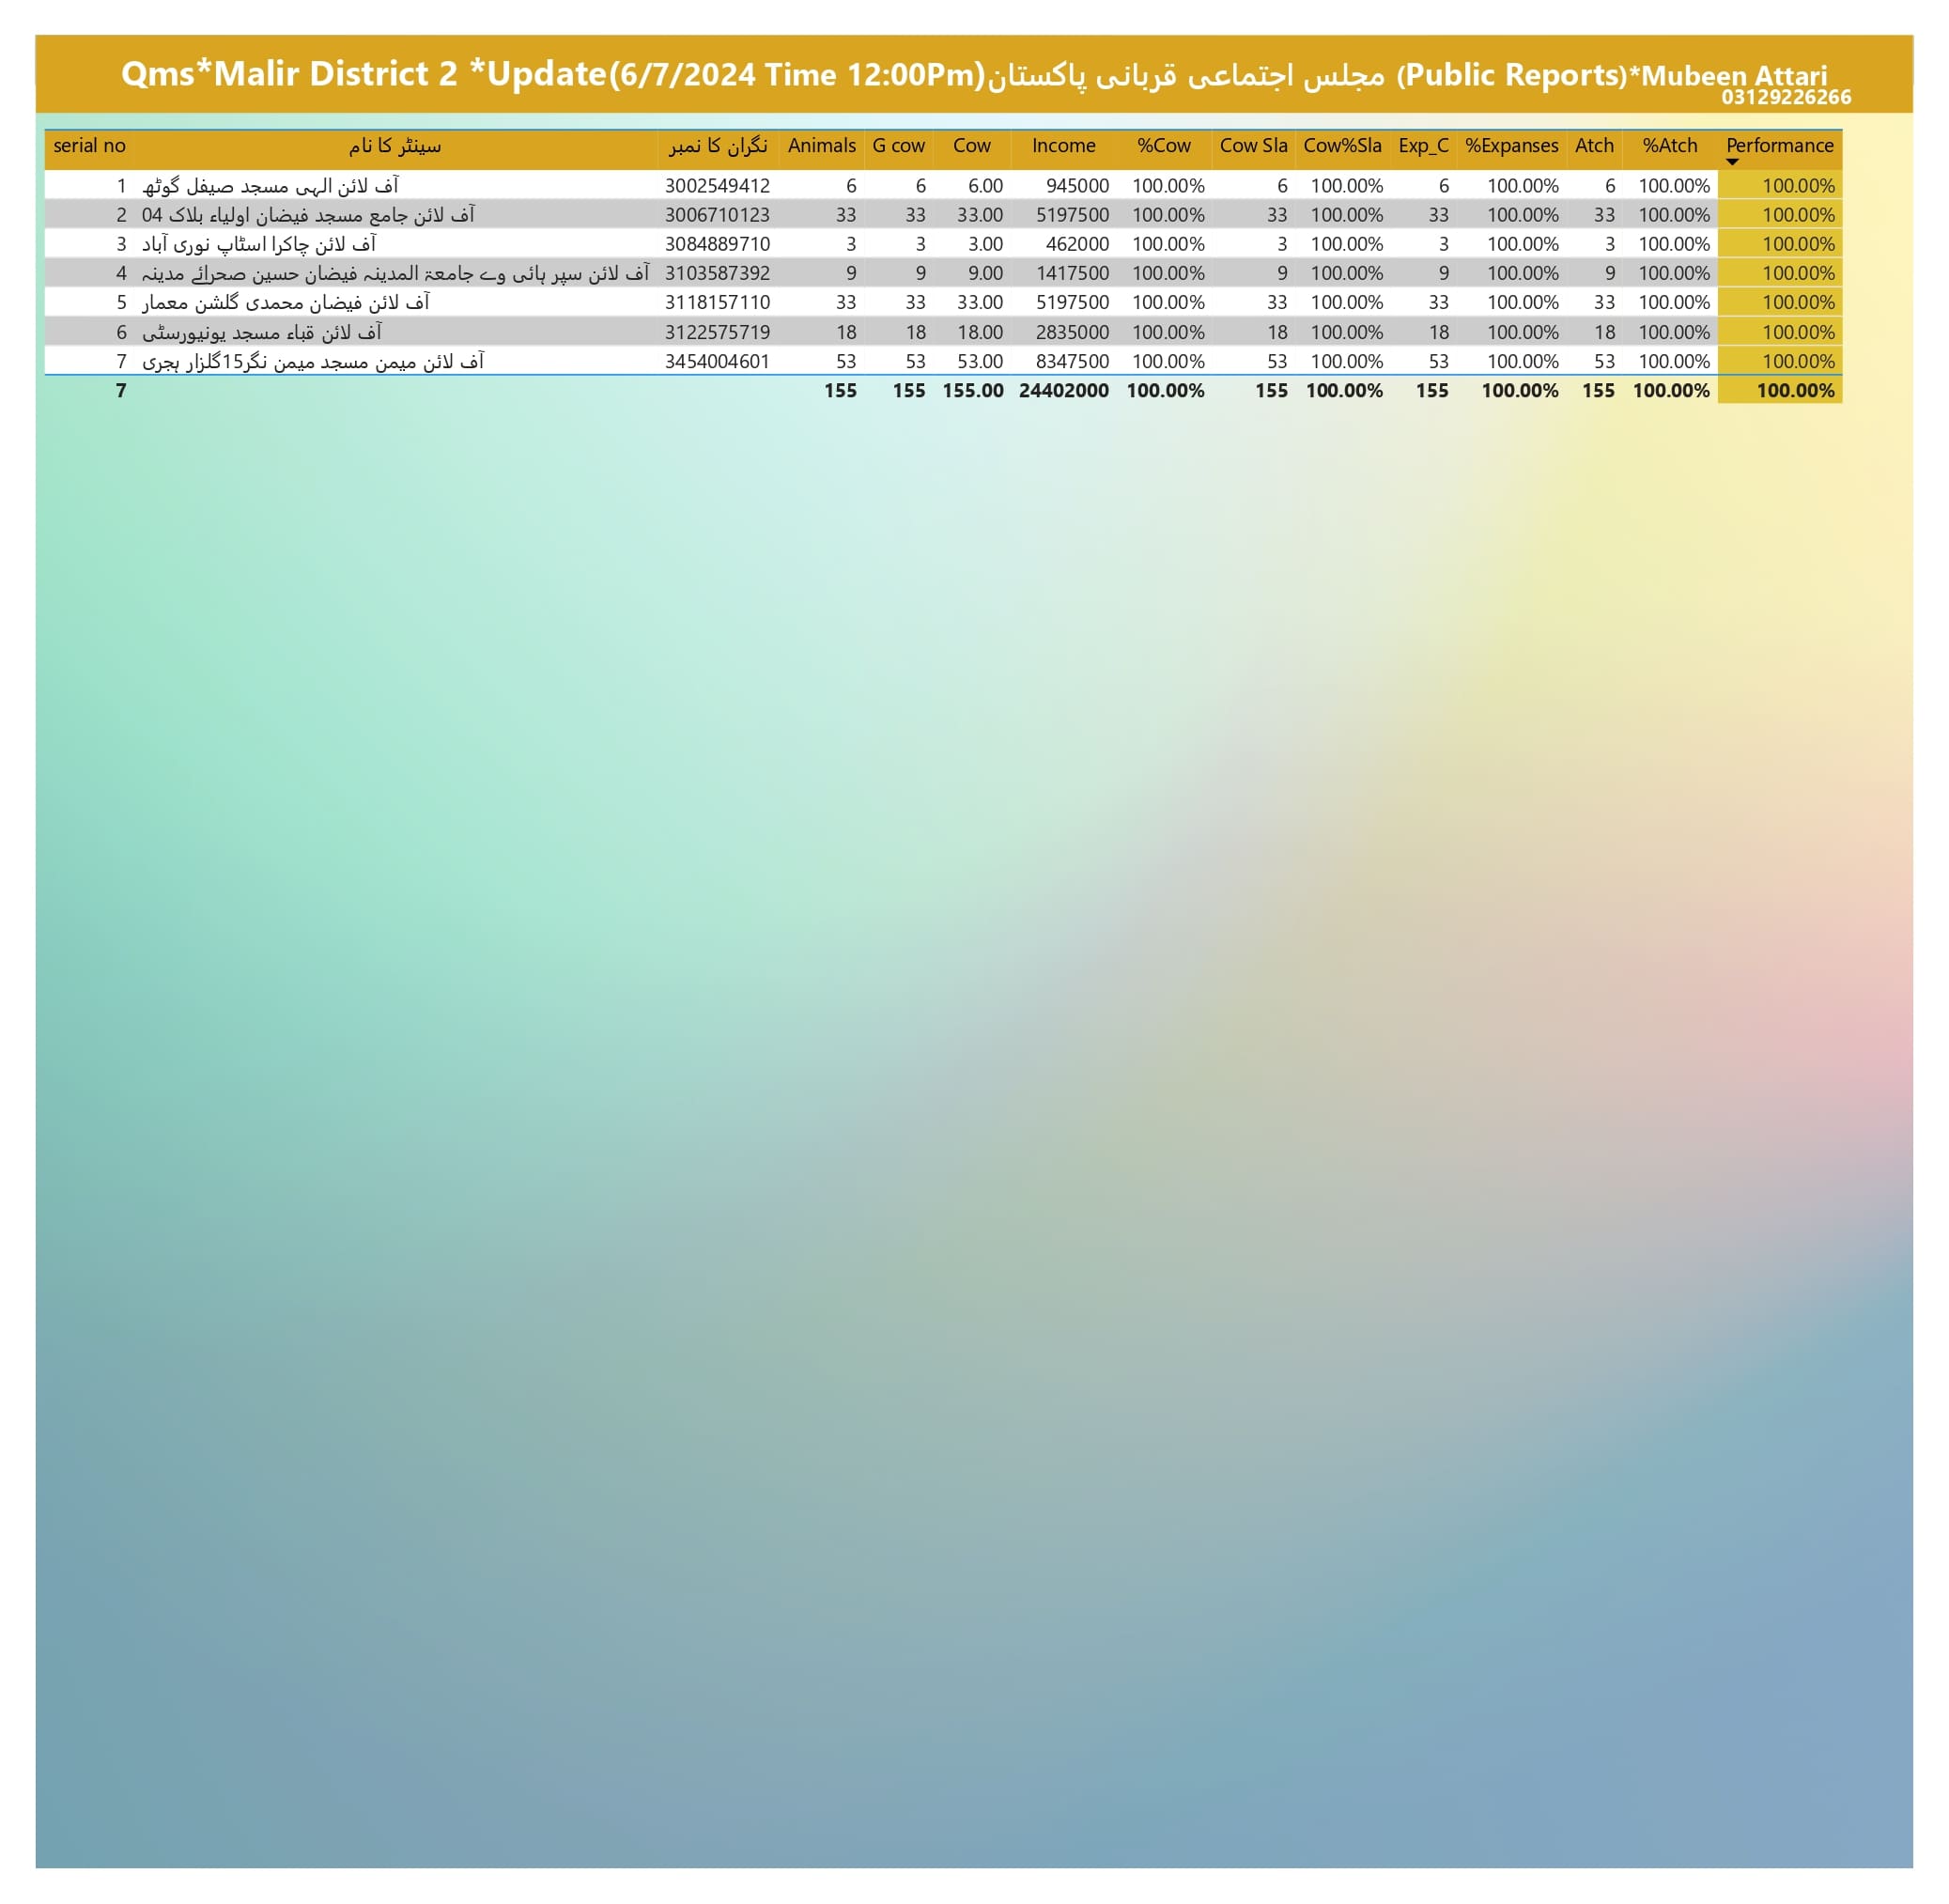 Qms*Malir District 2 *Update(6/7/2024 Time 12:00Pm)مجلس اجتماعی قربانی پاکستان (Public Reports)*Mubeen Attari
03129226266
serial no سینٹر کا نام نگران کا نمبر Animals G cow Cow Income %Cow Cow Sla Cow%Sla Exp_C %Expanses Atch %Atch Performance
1 آف لائن الہی مسجد صیفل گوٹھ 3002549412 6 6 6.00 945000 100.00% 6 100.00% 6 100.00% 6 100.00% 100.00%
2 آف لائن جامع مسجد فیضان اولیاء بلاک 04 3006710123 33 33 33.00 5197500 100.00% 33 100.00% 33 100.00% 33 100.00% 100.00%
3 آف لائن چاکرا اسٹاپ نوری آباد 3084889710 3 3 3.00 462000 100.00% 3 100.00% 3 100.00% 3 100.00% 100.00%
4 آف لائن سپر ہائی وے جامعۃ المدینہ فیضان حسین صحرائے مدینہ 3103587392 9 9 9.00 1417500 100.00% 9 100.00% 9 100.00% 9 100.00% 100.00%
5 آف لائن فیضان محمدی گلشن معمار 3118157110 33 33 33.00 5197500 100.00% 33 100.00% 33 100.00% 33 100.00% 100.00%
6 آف لائن قباء مسجد یونیورسٹی 3122575719 18 18 18.00 2835000 100.00% 18 100.00% 18 100.00% 18 100.00% 100.00%
7 آف لائن میمن مسجد میمن نگر15گلزار ہجری 3454004601 53 53 53.00 8347500 100.00% 53 100.00% 53 100.00% 53 100.00% 100.00%
7 155 155 155.00 24402000 100.00% 155 100.00% 155 100.00% 155 100.00% 100.00%